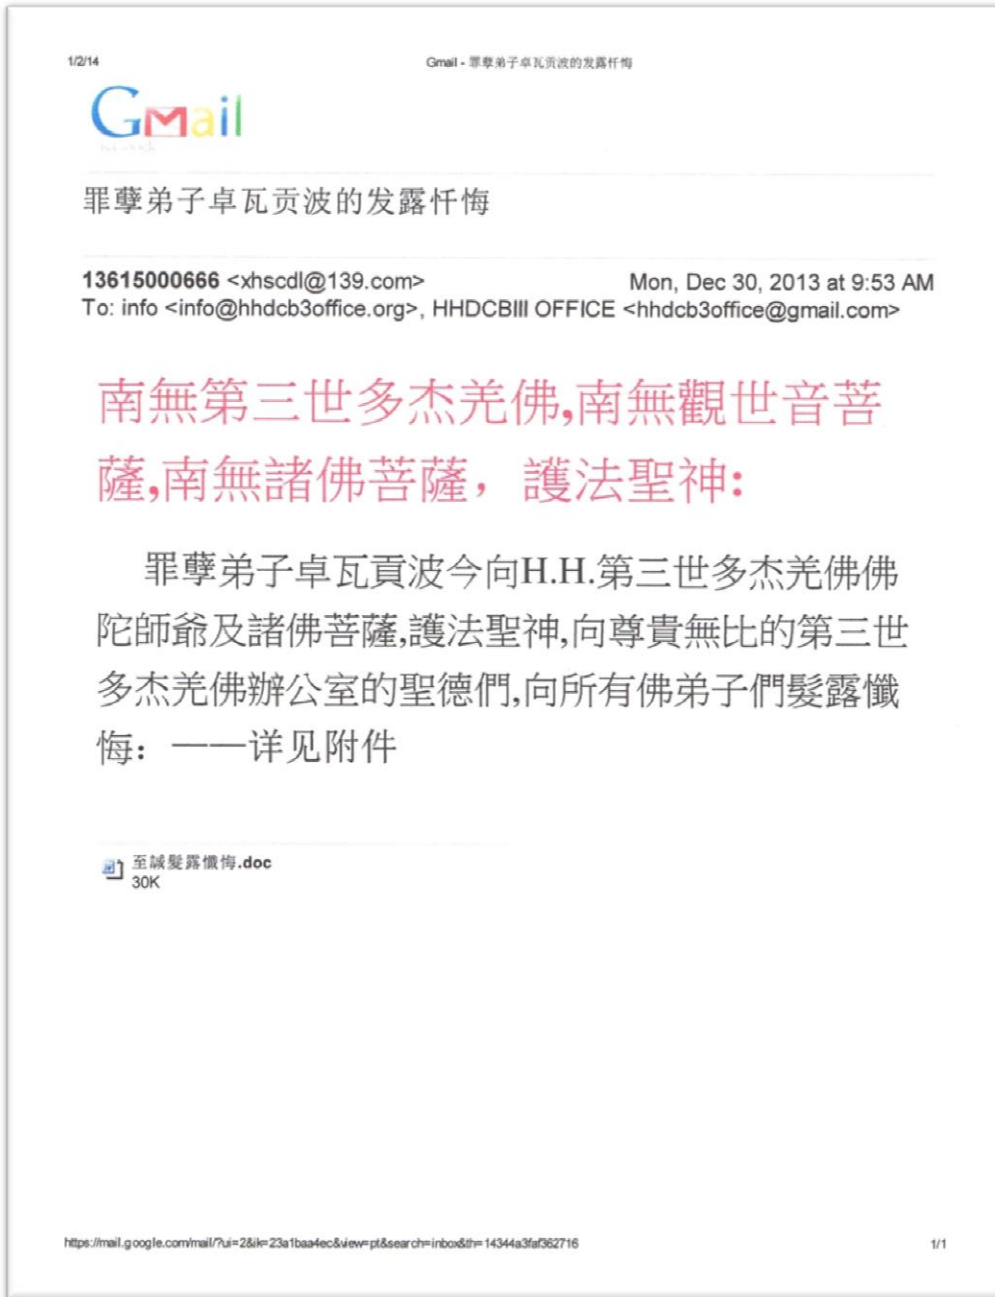 1/2/14 Gmail - 罪孽弟子卓瓦贡波的发露忏悔
Gmail
罪孽弟子卓瓦贡波的发露忏悔
13615000666 <xhscdl@139.com> Mon, Dec 30, 2013 at 9:53 AM
To: info <info@hhdcb3office.org>, HHDCBIII OFFICE <hhdcb3office@gmail.com>
南無第三世多杰羌佛,南無觀世音菩
薩,南無諸佛菩薩，護法聖神:
罪孽弟子卓瓦貢波今向H.H.第三世多杰羌佛佛
陀師爺及諸佛菩薩,護法聖神,向尊貴無比的第三世
多杰羌佛辦公室的聖德們,向所有佛弟子們髮露懺
悔：——详见附件
至誠髮露懺悔.doc
30K
https://mail.google.com/mail/?ui=2&ik=23a1baa4ec&view=pt&search=inbox&th=14344a3faf362716 1/1